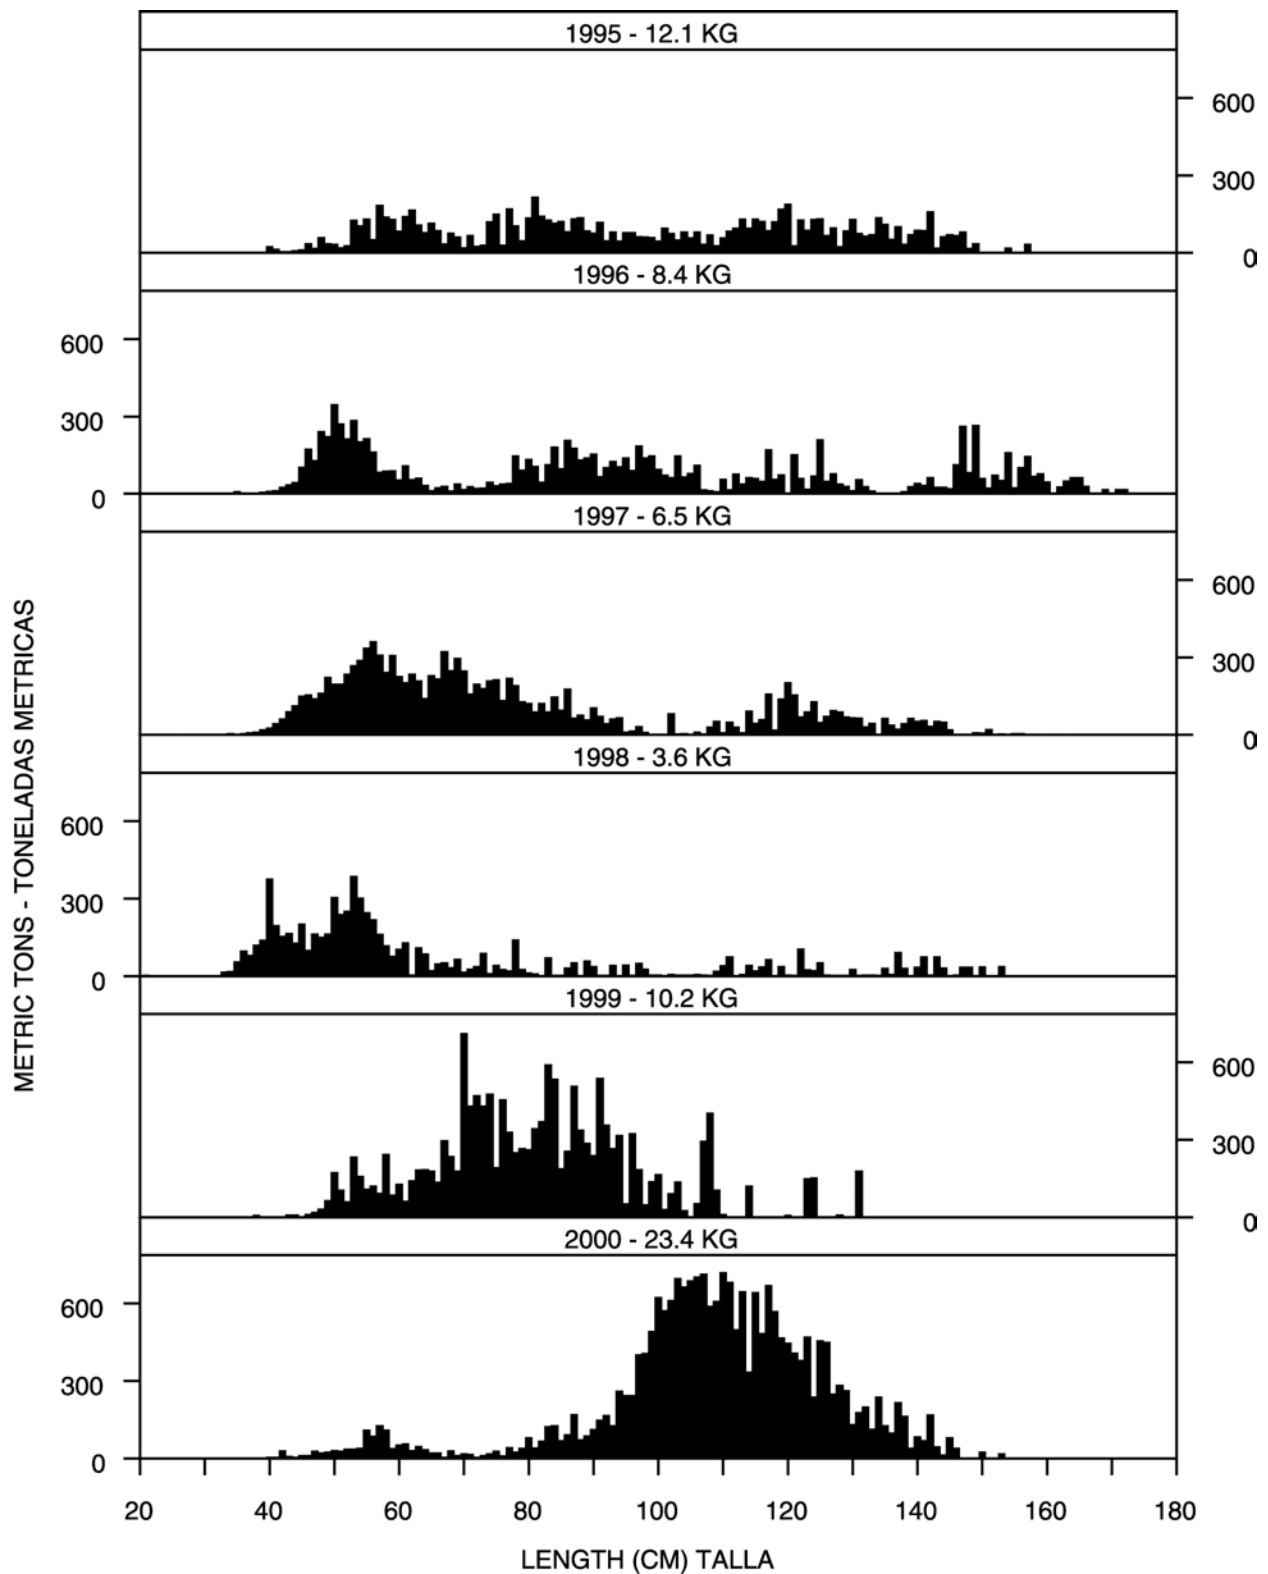 1995 - 12.1 KG
600
300
0
1996 - 8.4 KG
600
300
0
1997 - 6.5 KG
600
300
0
METRIC TONS - TONELADAS METRICAS
1998 - 3.6 KG
600
300
0
1999 - 10.2 KG
600
300
0
2000 - 23.4 KG
600
300
0
20 40 60 80 100 120 140 160 180
LENGTH (CM) TALLA